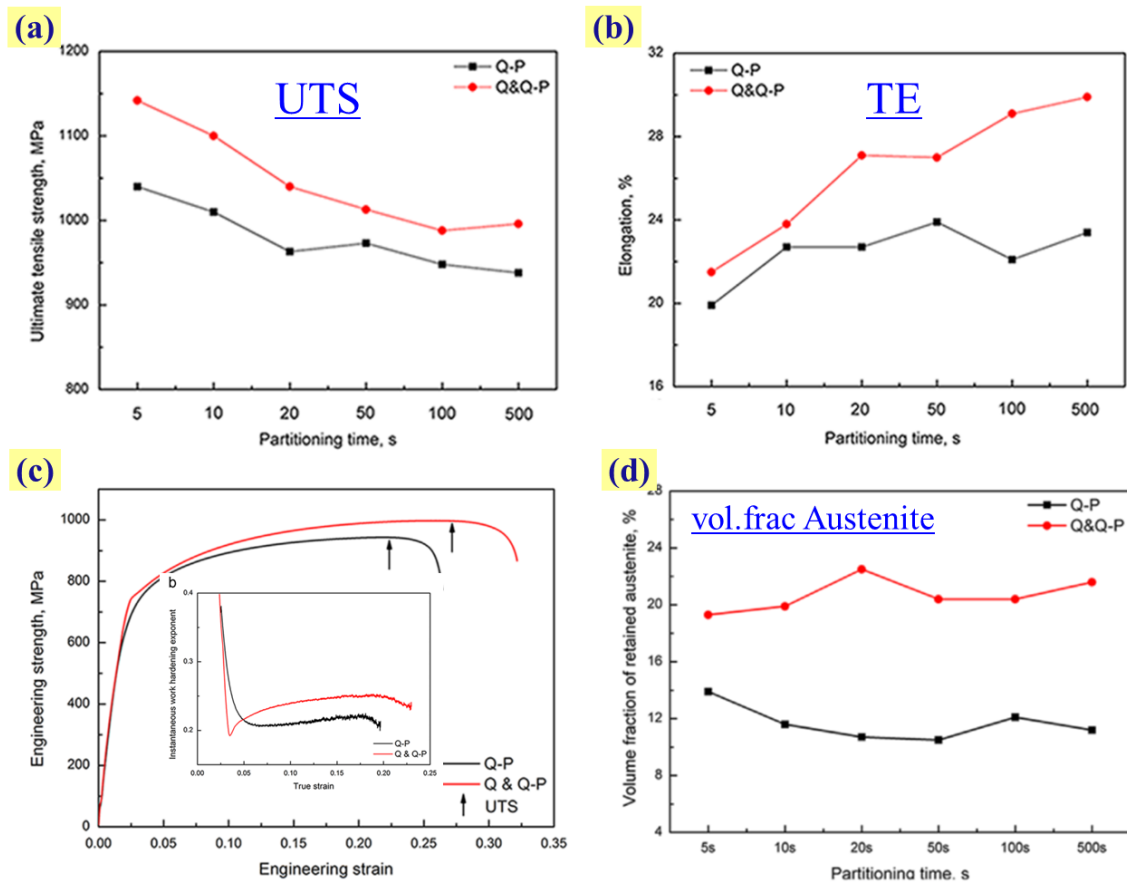 (a)
1200
1100
1000
900
800
Ultimate tensile strength, MPa
UTS
Q-P
Q&Q-P
5 10 20 50 100 500
Partitioning time, s
(b)
32
28
24
20
16
Elongation, %
TE
Q-P
Q&Q-P
5 10 20 50 100 500
Partitioning time, s
(c)
1000
800
600
400
200
0
Engineering strength, MPa
b
0.4
0.3
0.2
Instantaneous work hardening exponent
Q-P
Q & Q-P
0.00 0.05 0.10 0.15 0.20 0.25
True strain
Q-P
Q & Q-P
UTS
0.00 0.05 0.10 0.15 0.20 0.25 0.30 0.35
Engineering strain
(d)
28
24
20
16
12
8
4
Volume fraction of retained austenite, %
vol.frac Austenite
Q-P
Q&Q-P
5s 10s 20s 50s 100s 500s
Partitioning time, s